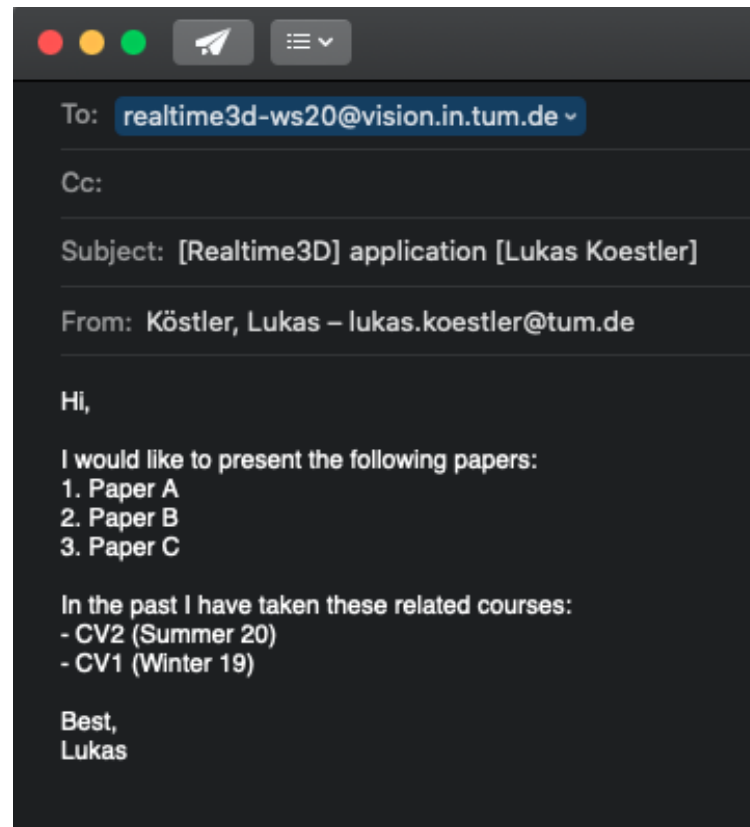 To: realtime3d-ws20@vision.in.tum.de
Cc:
Subject: [Realtime3D] application [Lukas Koestler]
From: Köstler, Lukas – lukas.koestler@tum.de
Hi,
I would like to present the following papers:
1. Paper A
2. Paper B
3. Paper C
In the past I have taken these related courses:
- CV2 (Summer 20)
- CV1 (Winter 19)
Best,
Lukas